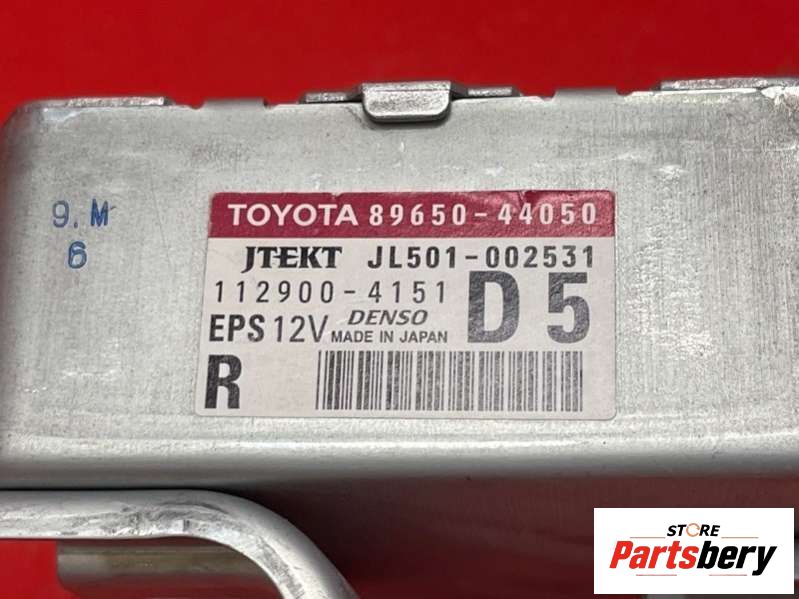 9.M
6
TOYOTA 89650-44050
JTEKT JL501-002531
112900-4151 D5
EPS 12V DENSO MADE IN JAPAN
R
STORE
Partsbery